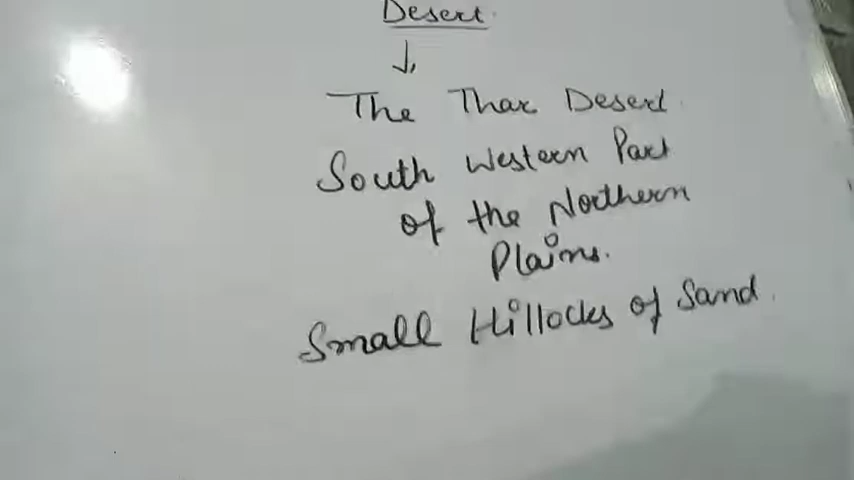 Desert.
↓
The Thar Desert.
South Western Part
of the Northern
Plains.
Small Hillocks of Sand.